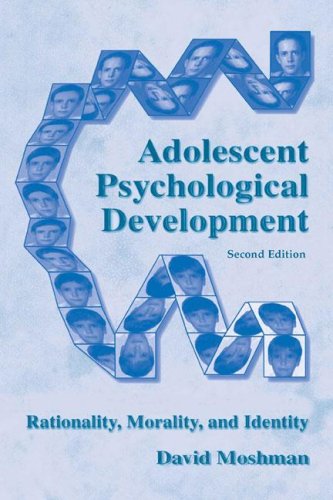 Adolescent
Psychological
Development
Second Edition
Rationality, Morality, and Identity
David Moshman